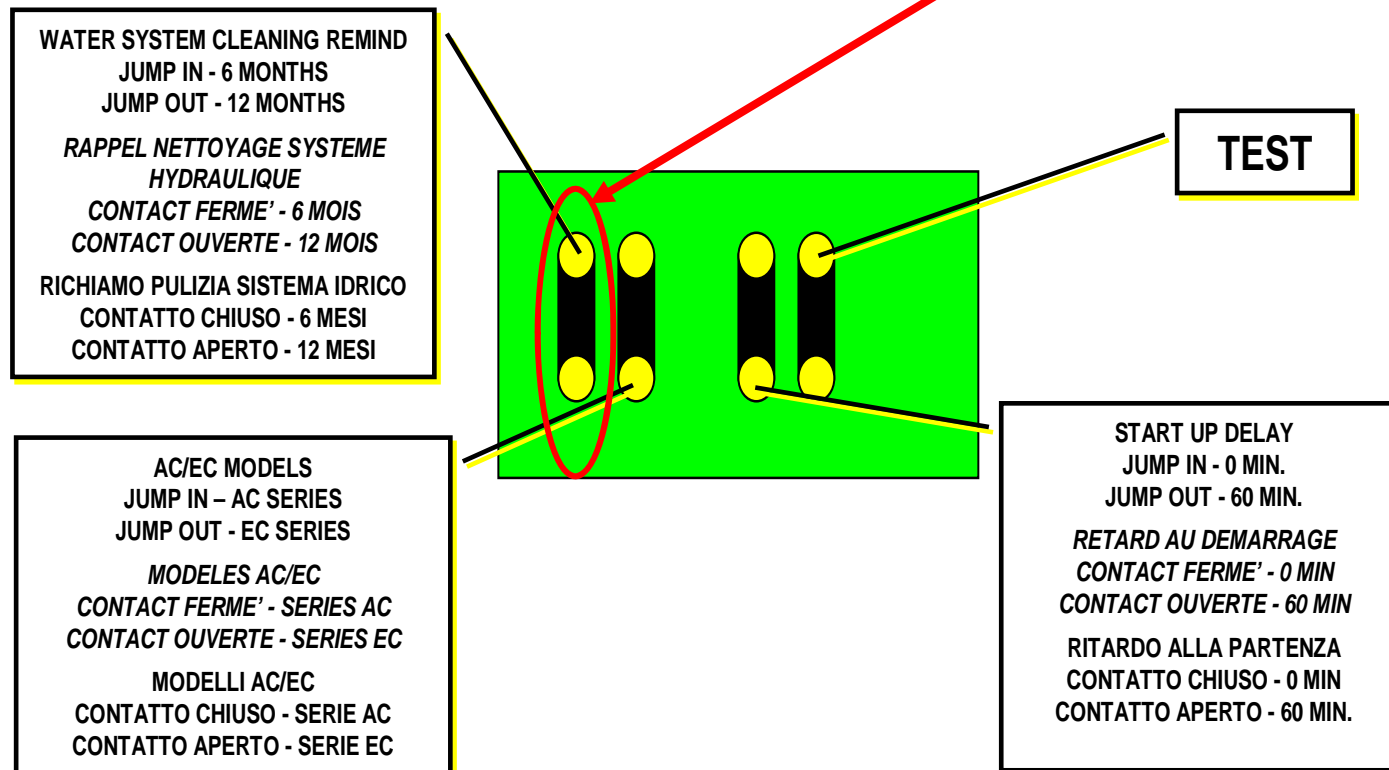 WATER SYSTEM CLEANING REMIND
JUMP IN - 6 MONTHS
JUMP OUT - 12 MONTHS
RAPPEL NETTOYAGE SYSTEME
HYDRAULIQUE
CONTACT FERME’ - 6 MOIS
CONTACT OUVERTE - 12 MOIS
RICHIAMO PULIZIA SISTEMA IDRICO
CONTATTO CHIUSO - 6 MESI
CONTATTO APERTO - 12 MESI
TEST
AC/EC MODELS
JUMP IN – AC SERIES
JUMP OUT - EC SERIES
MODELES AC/EC
CONTACT FERME’ - SERIES AC
CONTACT OUVERTE - SERIES EC
MODELLI AC/EC
CONTATTO CHIUSO - SERIE AC
CONTATTO APERTO - SERIE EC
START UP DELAY
JUMP IN - 0 MIN.
JUMP OUT - 60 MIN.
RETARD AU DEMARRAGE
CONTACT FERME’ - 0 MIN
CONTACT OUVERTE - 60 MIN
RITARDO ALLA PARTENZA
CONTATTO CHIUSO - 0 MIN
CONTATTO APERTO - 60 MIN.